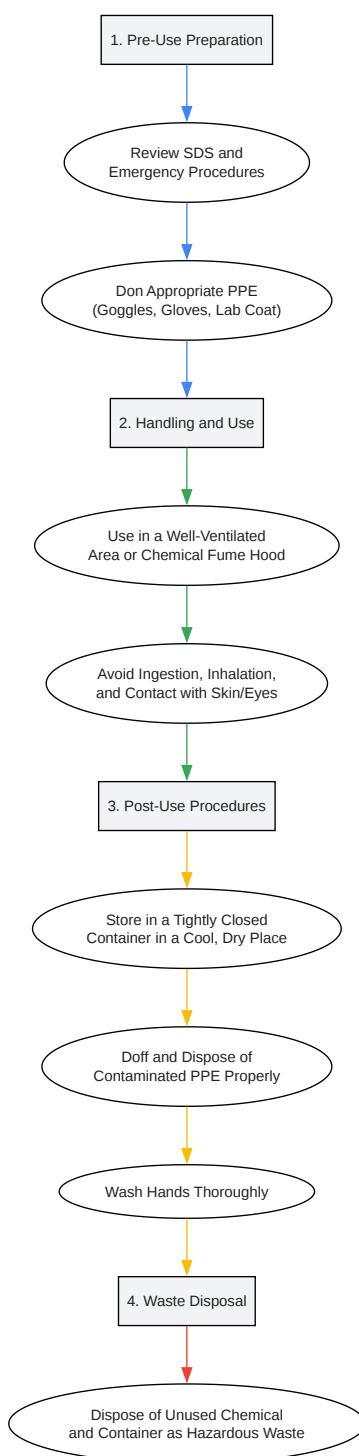 1. Pre-Use Preparation
Review SDS and
Emergency Procedures
Don Appropriate PPE
(Goggles, Gloves, Lab Coat)
2. Handling and Use
Use in a Well-Ventilated
Area or Chemical Fume Hood
Avoid Ingestion, Inhalation,
and Contact with Skin/Eyes
3. Post-Use Procedures
Store in a Tightly Closed
Container in a Cool, Dry Place
Doff and Dispose of
Contaminated PPE Properly
Wash Hands Thoroughly
4. Waste Disposal
Dispose of Unused Chemical
and Container as Hazardous Waste